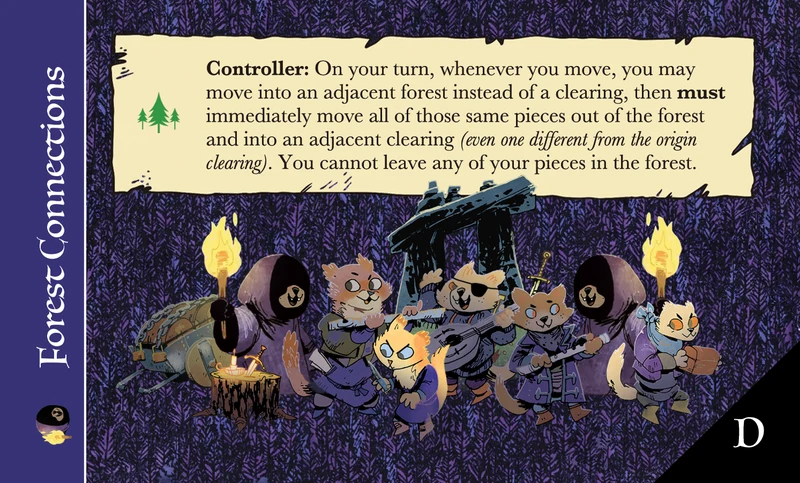 Forest Connections
Controller: On your turn, whenever you move, you may
move into an adjacent forest instead of a clearing, then must
immediately move all of those same pieces out of the forest
and into an adjacent clearing (even one different from the origin
clearing). You cannot leave any of your pieces in the forest.
D